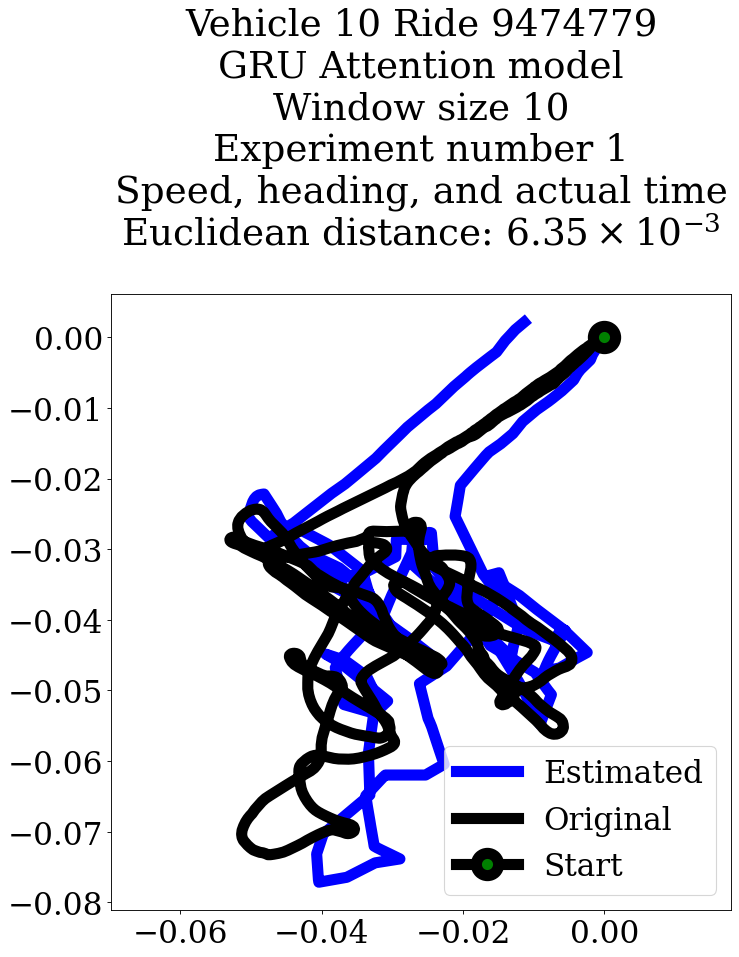 Vehicle 10 Ride 9474779
GRU Attention model
Window size 10
Experiment number 1
Speed, heading, and actual time
Euclidean distance: 6.35 × 10⁻³
0.00
−0.01
−0.02
−0.03
−0.04
−0.05
−0.06
−0.07
−0.08
Estimated
Original
Start
−0.06 −0.04 −0.02 0.00